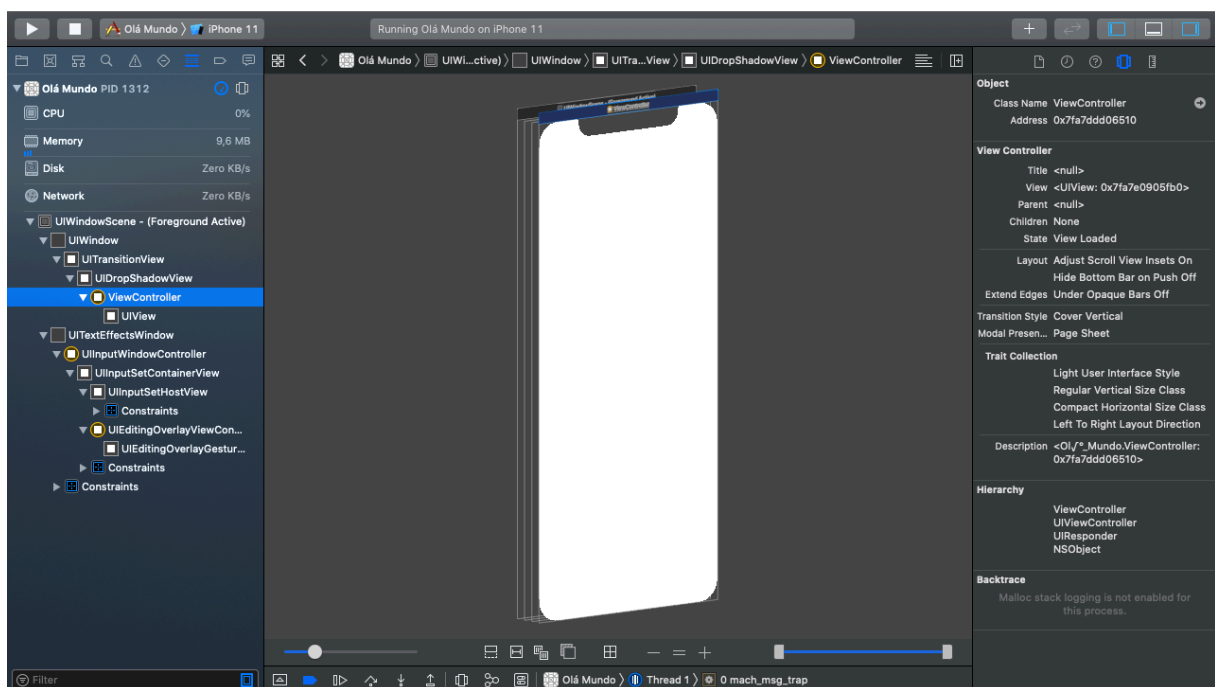 Olá Mundo 〉 iPhone 11
Running Olá Mundo on iPhone 11
Olá Mundo 〉 UIWi...ctive) 〉 UIWindow 〉 UITra...View 〉 UIDropShadowView 〉 ViewController
Olá Mundo PID 1312
CPU 0%
Memory 9,6 MB
Disk Zero KB/s
Network Zero KB/s
UIWindowScene - (Foreground Active)
UIWindow
UITransitionView
UIDropShadowView
ViewController
UIView
UITextEffectsWindow
UIInputWindowController
UIInputSetContainerView
UIInputSetHostView
Constraints
UIEditingOverlayViewCon...
UIEditingOverlayGestur...
Constraints
Constraints
Filter
UIWindowScene - (Foreground Active)
ViewController
Olá Mundo 〉 Thread 1 〉 0 mach_msg_trap
Object
Class Name ViewController
Address 0x7fa7ddd06510
View Controller
Title <null>
View <UIView: 0x7fa7e0905fb0>
Parent <null>
Children None
State View Loaded
Layout Adjust Scroll View Insets On
Hide Bottom Bar on Push Off
Extend Edges Under Opaque Bars Off
Transition Style Cover Vertical
Modal Presen... Page Sheet
Trait Collection
Light User Interface Style
Regular Vertical Size Class
Compact Horizontal Size Class
Left To Right Layout Direction
Description <Ol√°_Mundo.ViewController:
0x7fa7ddd06510>
Hierarchy
ViewController
UIViewController
UIResponder
NSObject
Backtrace
Malloc stack logging is not enabled for
this process.